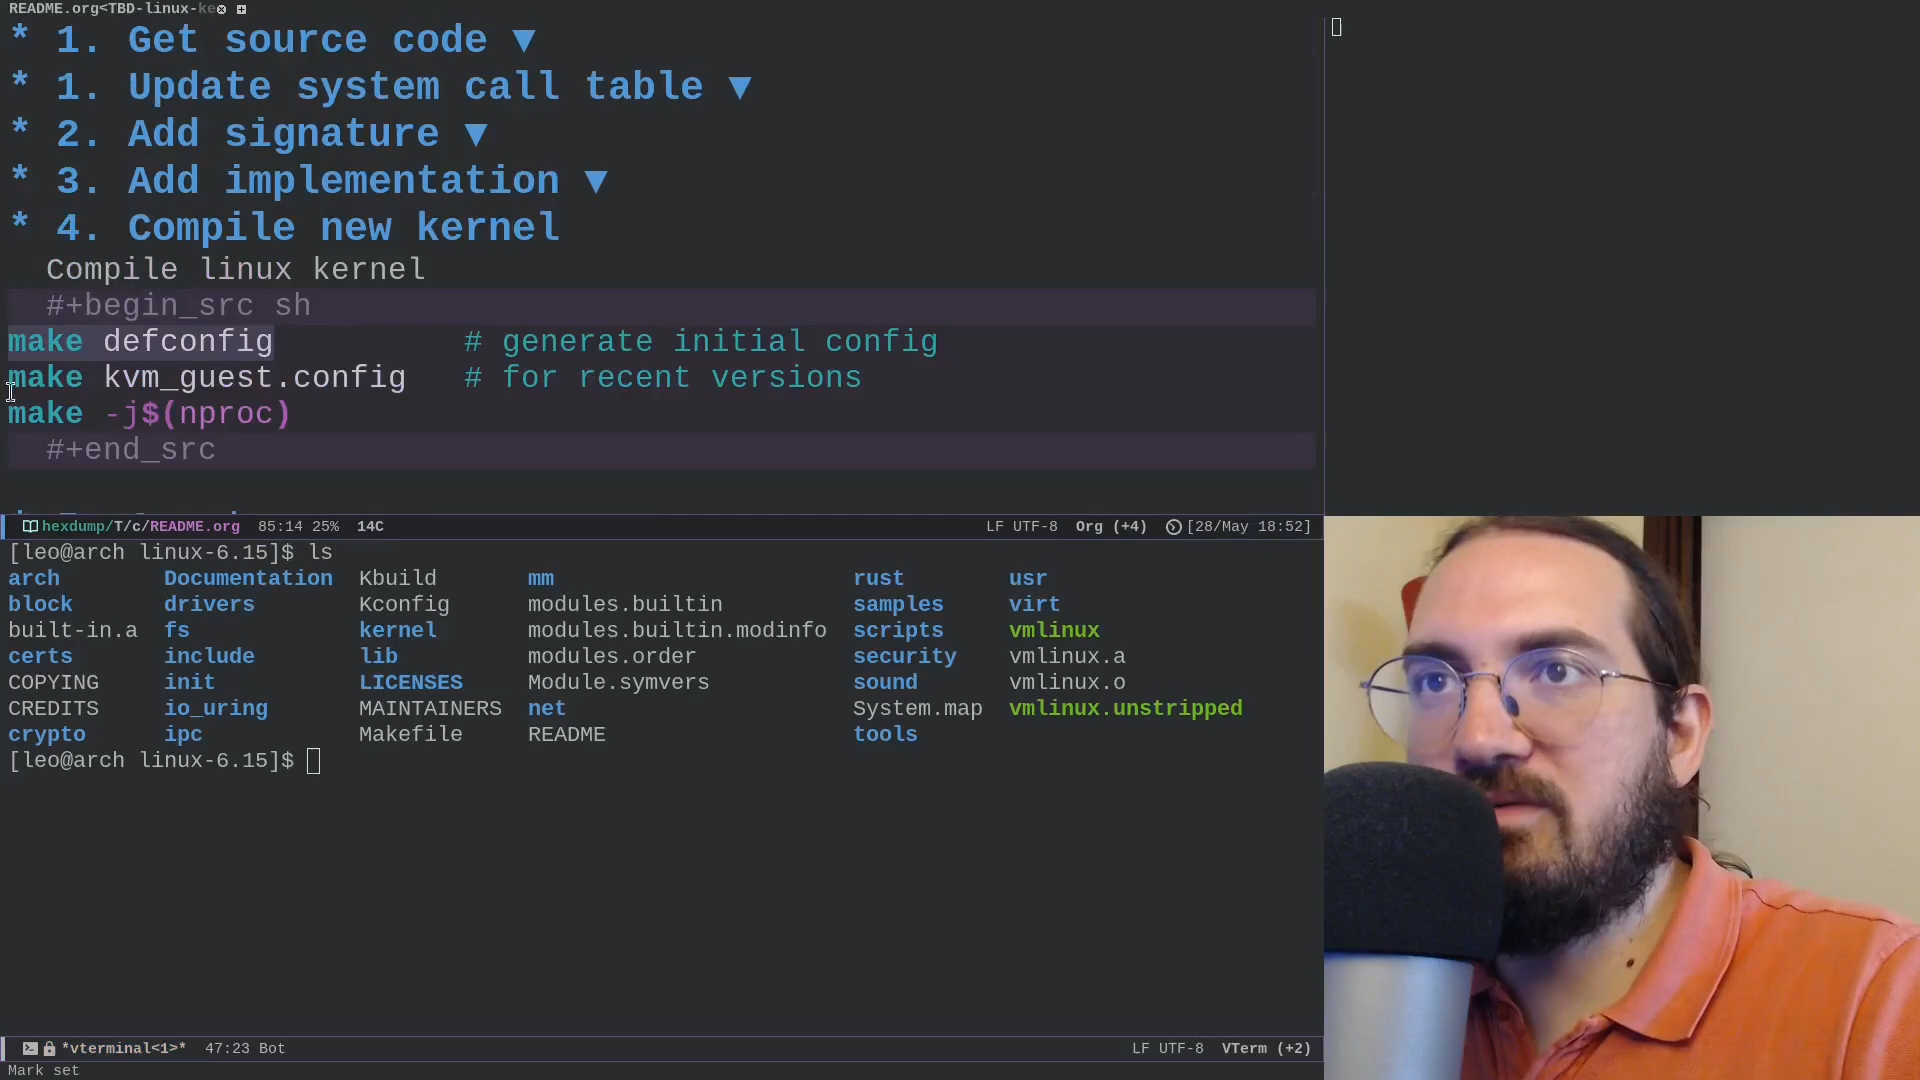 README.org<TBD-linux-ke
* 1. Get source code ▼
* 1. Update system call table ▼
* 2. Add signature ▼
* 3. Add implementation ▼
* 4. Compile new kernel
Compile linux kernel
#+begin_src sh
make defconfig # generate initial config
make kvm_guest.config # for recent versions
make -j$(nproc)
#+end_src
hexdump/T/c/README.org 85:14 25% 14C LF UTF-8 Org (+4) [28/May 18:52]
[leo@arch linux-6.15]$ ls
arch Documentation Kbuild mm rust usr
block drivers Kconfig modules.builtin samples virt
built-in.a fs kernel modules.builtin.modinfo scripts vmlinux
certs include lib modules.order security vmlinux.a
COPYING init LICENSES Module.symvers sound vmlinux.o
CREDITS io_uring MAINTAINERS net System.map vmlinux.unstripped
crypto ipc Makefile README tools
[leo@arch linux-6.15]$
*vterminal<1>* 47:23 Bot LF UTF-8 VTerm (+2)
Mark set